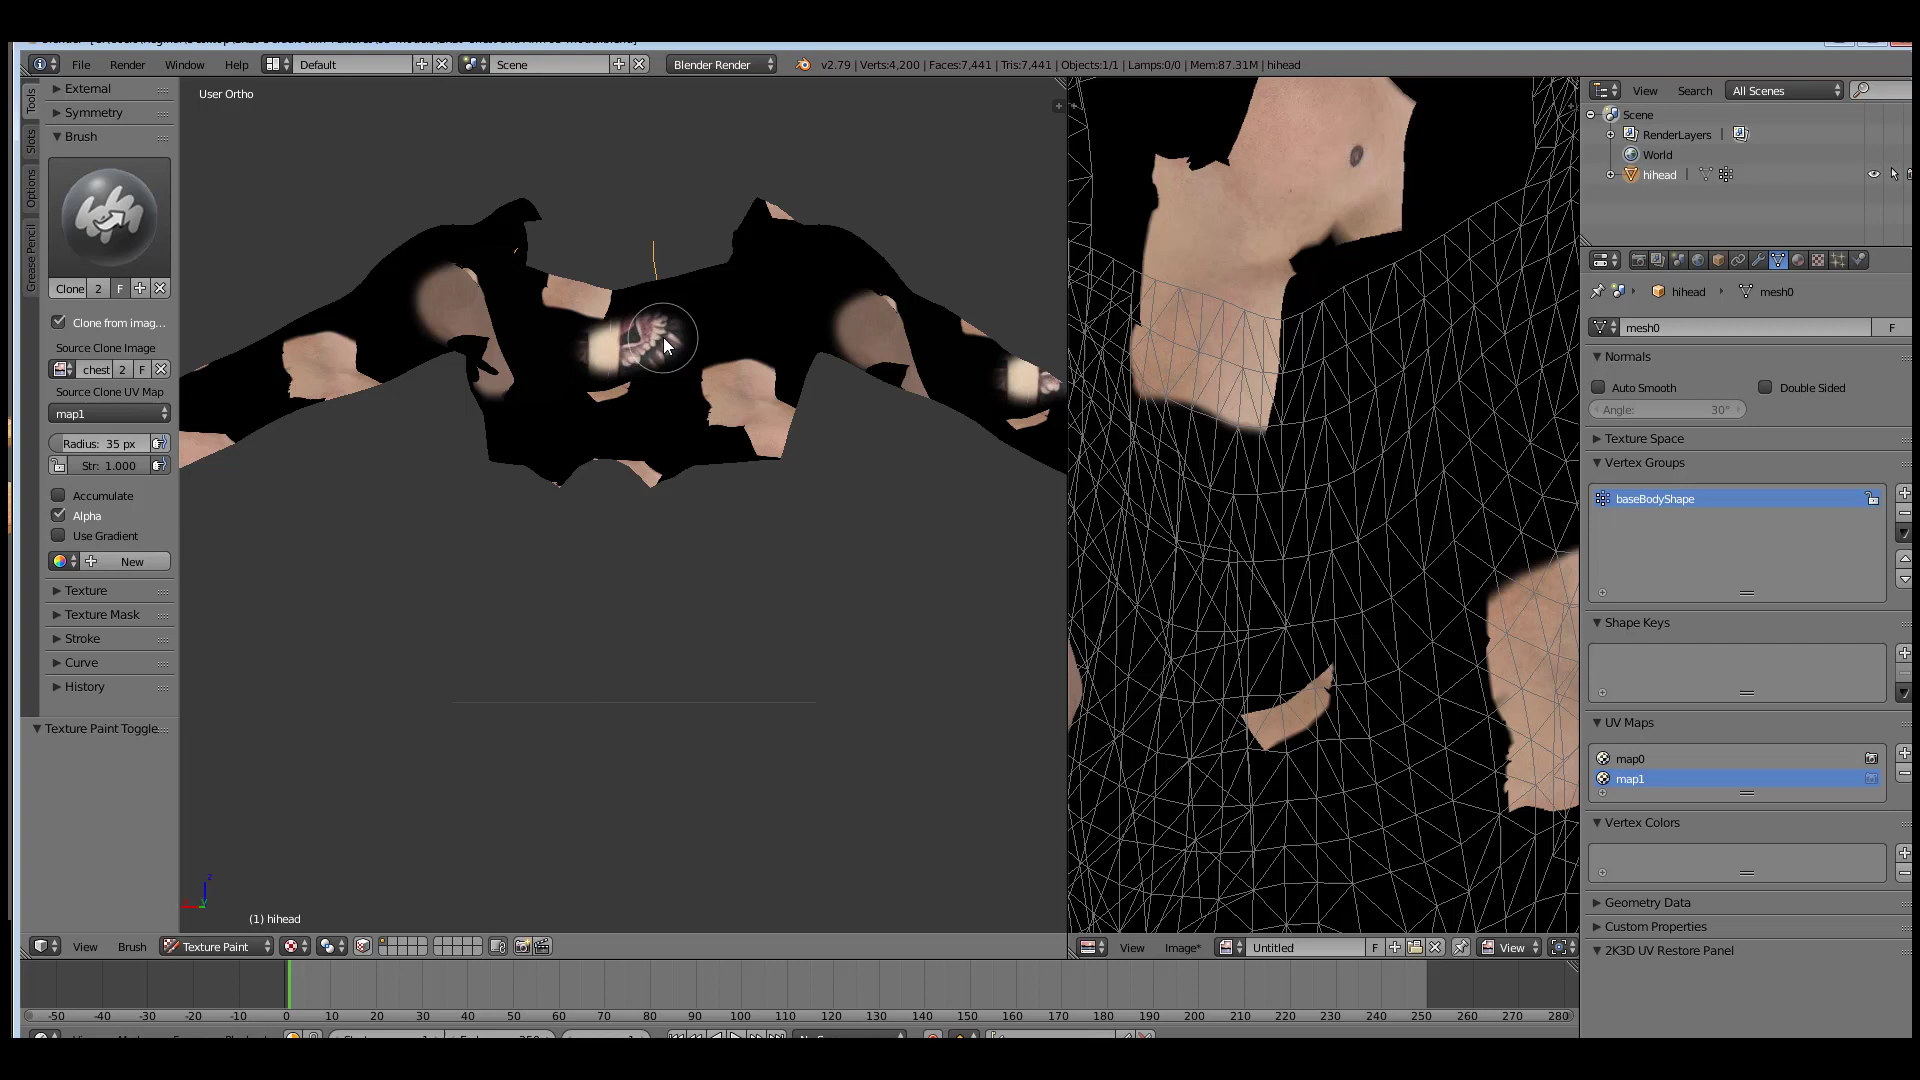 File Render Window Help Default Scene Blender Render v2.79 | Verts:4,200 | Faces:7,441 | Tris:7,441 | Objects:1/1 | Lamps:0/0 | Mem:87.31M | hihead
Tools
Slots
Options
Grease Pencil
External
Symmetry
Brush
Clone 2 F
Clone from imag...
Source Clone Image
chest 2 F
Source Clone UV Map
map1
Radius: 35 px
Str: 1.000
Accumulate
Alpha
Use Gradient
New
Texture
Texture Mask
Stroke
Curve
History
Texture Paint Toggle
User Ortho
(1) hihead
View Brush Texture Paint
View Image* Untitled F View
View Search All Scenes
Scene
RenderLayers |
World
hihead |
hihead mesh0
mesh0 F
Normals
Auto Smooth Double Sided
Angle: 30°
Texture Space
Vertex Groups
baseBodyShape
Shape Keys
UV Maps
map0
map1
Vertex Colors
Geometry Data
Custom Properties
2K3D UV Restore Panel
-50 -40 -30 -20 -10 0 10 20 30 40 50 60 70 80 90 100 110 120 130 140 150 160 170 180 190 200 210 220 230 240 250 260 270 280